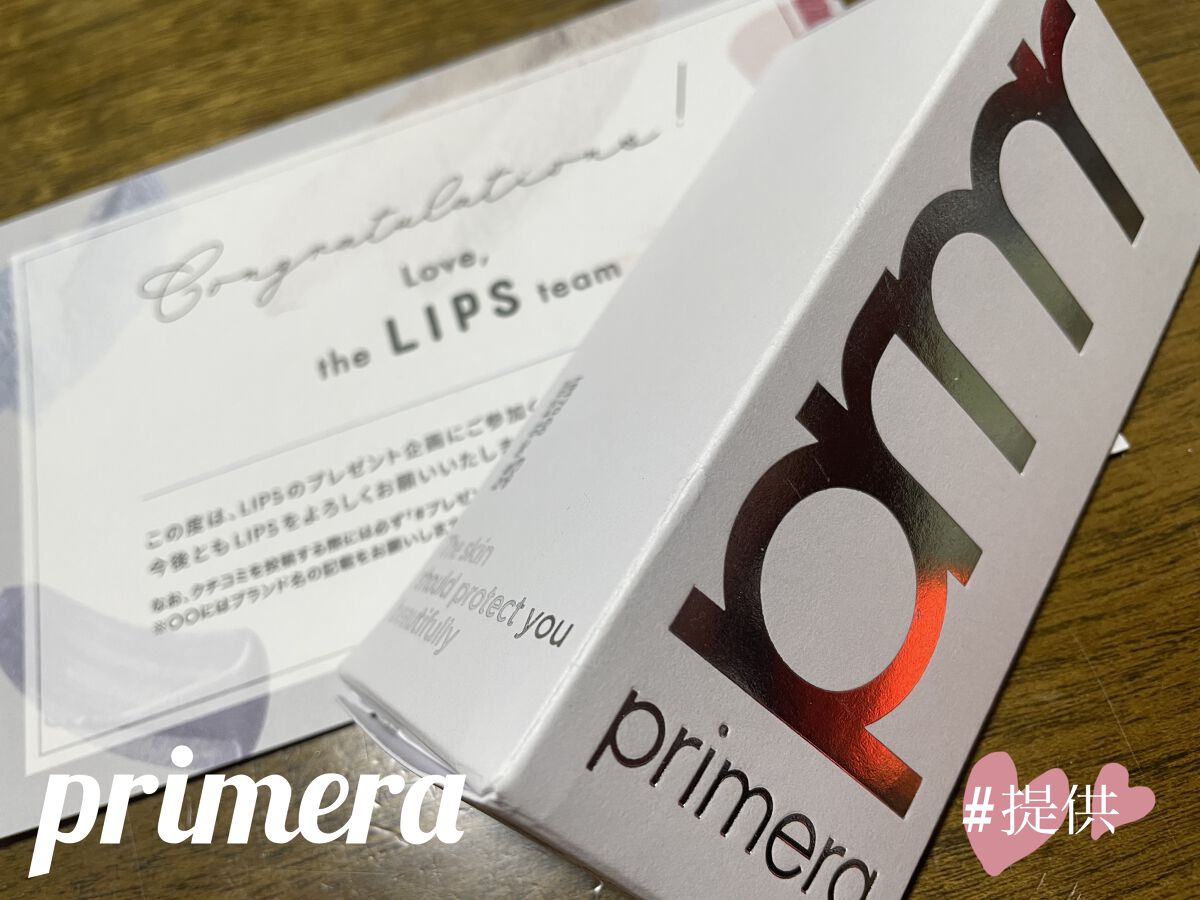 Congratulations!
Love,
the LIPS team
この度は、LIPSのプレゼント企画にご参加
今後ともLIPSをよろしくお願いいたしま
なお、クチコミを投稿する際には必ず"#プレゼン
※〇〇にはブランド名の記載をお願いしま
The skin
should protect you
beautifully
pmm
primera
primera
#提供